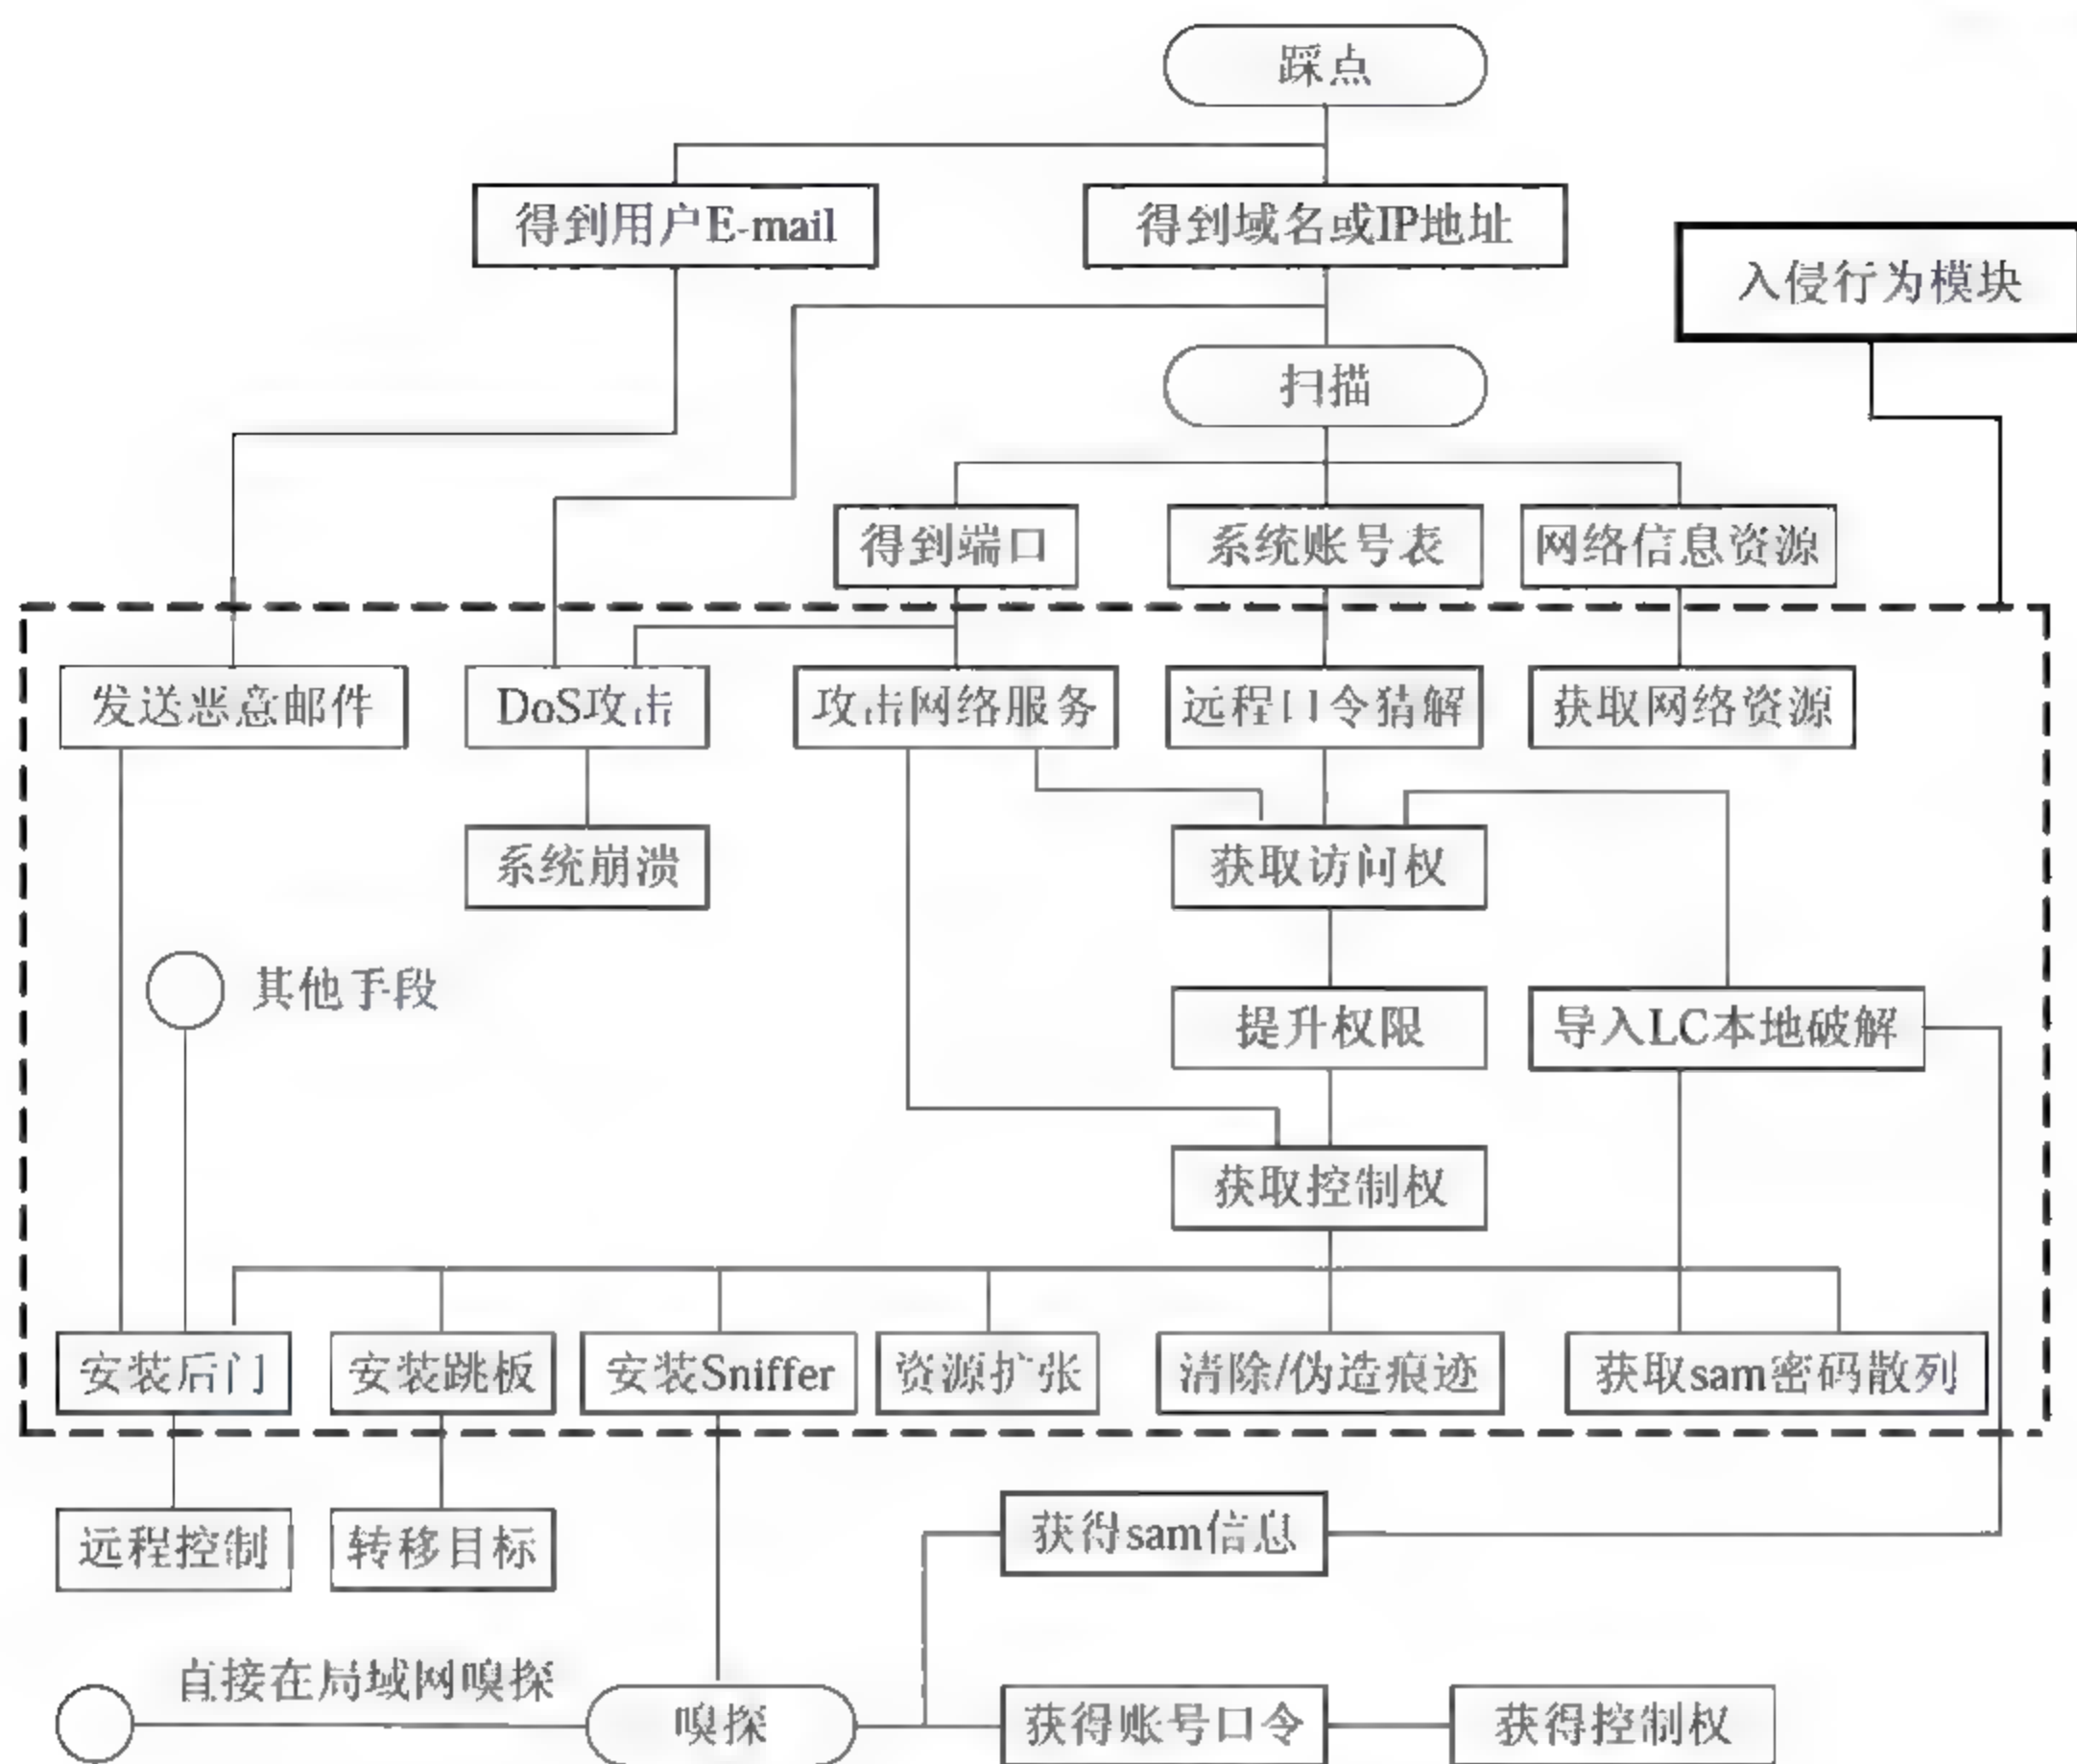 踩点
得到用户E-mail
得到域名或IP地址
入侵行为模块
扫描
得到端口
系统账号表
网络信息资源
发送恶意邮件
DoS攻击
攻击网络服务
远程口令猜解
获取网络资源
系统崩溃
获取访问权
其他手段
提升权限
导入LC本地破解
获取控制权
安装后门
安装跳板
安装Sniffer
资源扩张
清除/伪造痕迹
获取sam密码散列
远程控制
转移目标
获得sam信息
直接在局域网嗅探
嗅探
获得账号口令
获得控制权